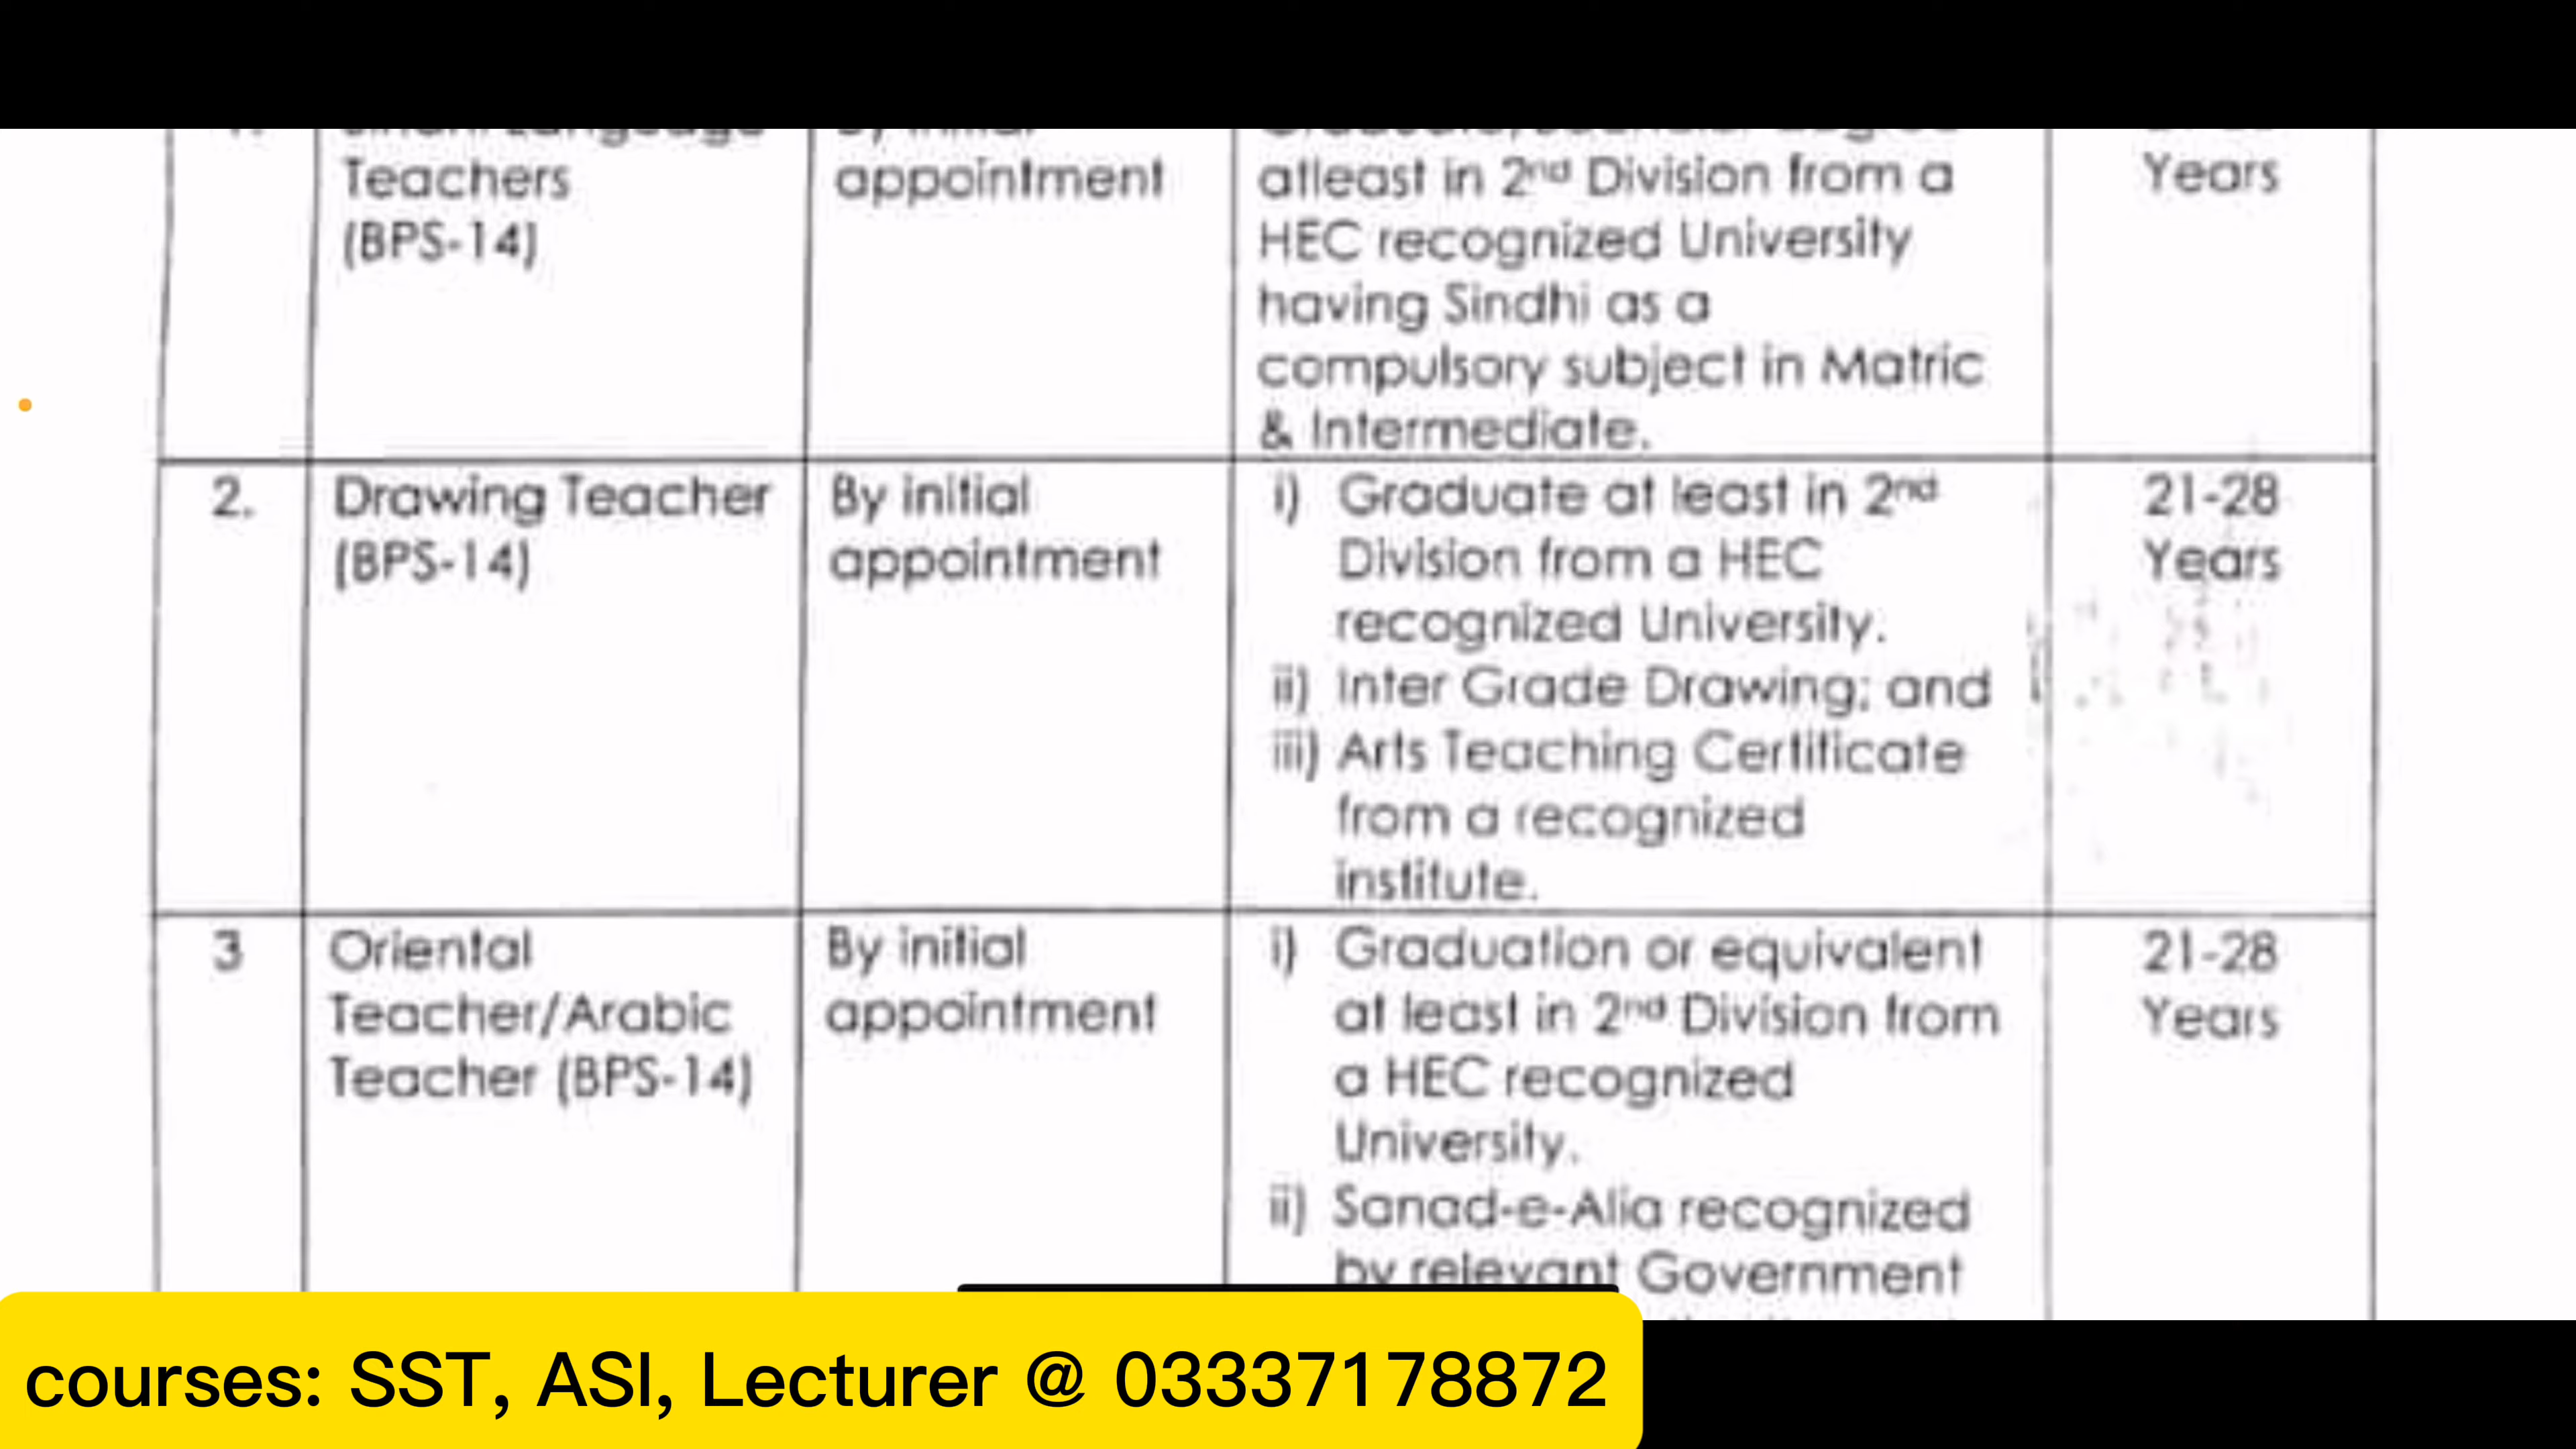 Teachers
(BPS-14)
appointment
atleast in 2nd Division from a
HEC recognized University
having Sindhi as a
compulsory subject in Matric
& Intermediate.
Years
2.
Drawing Teacher
(BPS-14)
By initial
appointment
i) Graduate at least in 2nd
Division from a HEC
recognized University.
ii) Inter Grade Drawing; and
iii) Arts Teaching Certificate
from a recognized
institute.
21-28
Years
3
Oriental
Teacher/Arabic
Teacher (BPS-14)
By initial
appointment
i) Graduation or equivalent
at least in 2nd Division from
a HEC recognized
University.
ii) Sanad-e-Alia recognized
by relevant Government
21-28
Years
courses: SST, ASI, Lecturer @ 03337178872